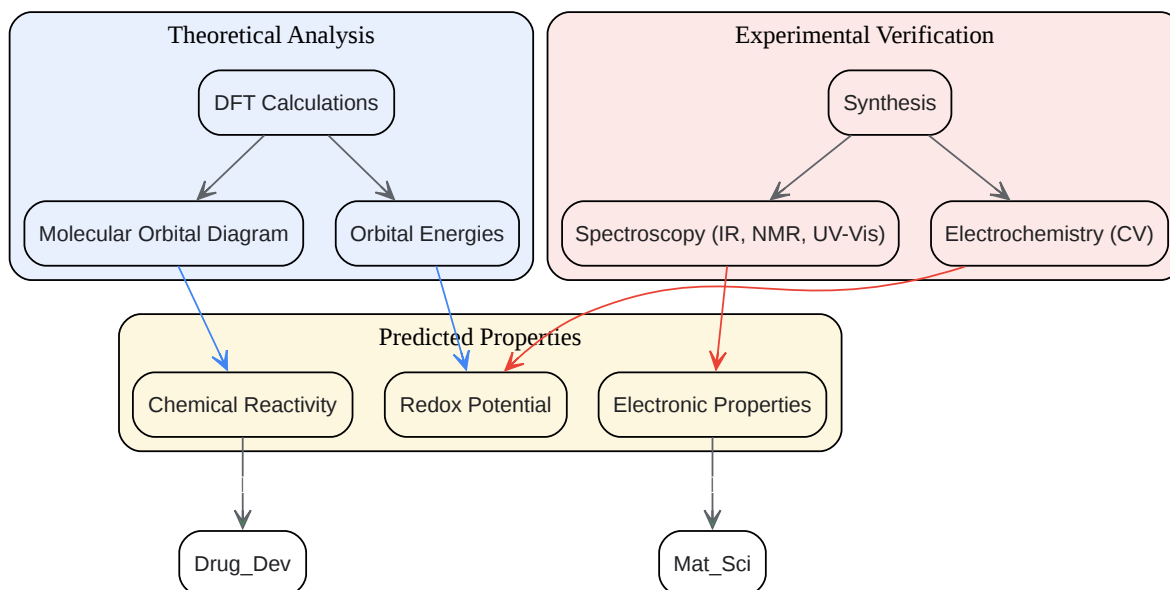 Theoretical Analysis
Experimental Verification
DFT Calculations
Synthesis
Molecular Orbital Diagram
Orbital Energies
Spectroscopy (IR, NMR, UV-Vis)
Electrochemistry (CV)
Predicted Properties
Chemical Reactivity
Redox Potential
Electronic Properties
Drug_Dev
Mat_Sci